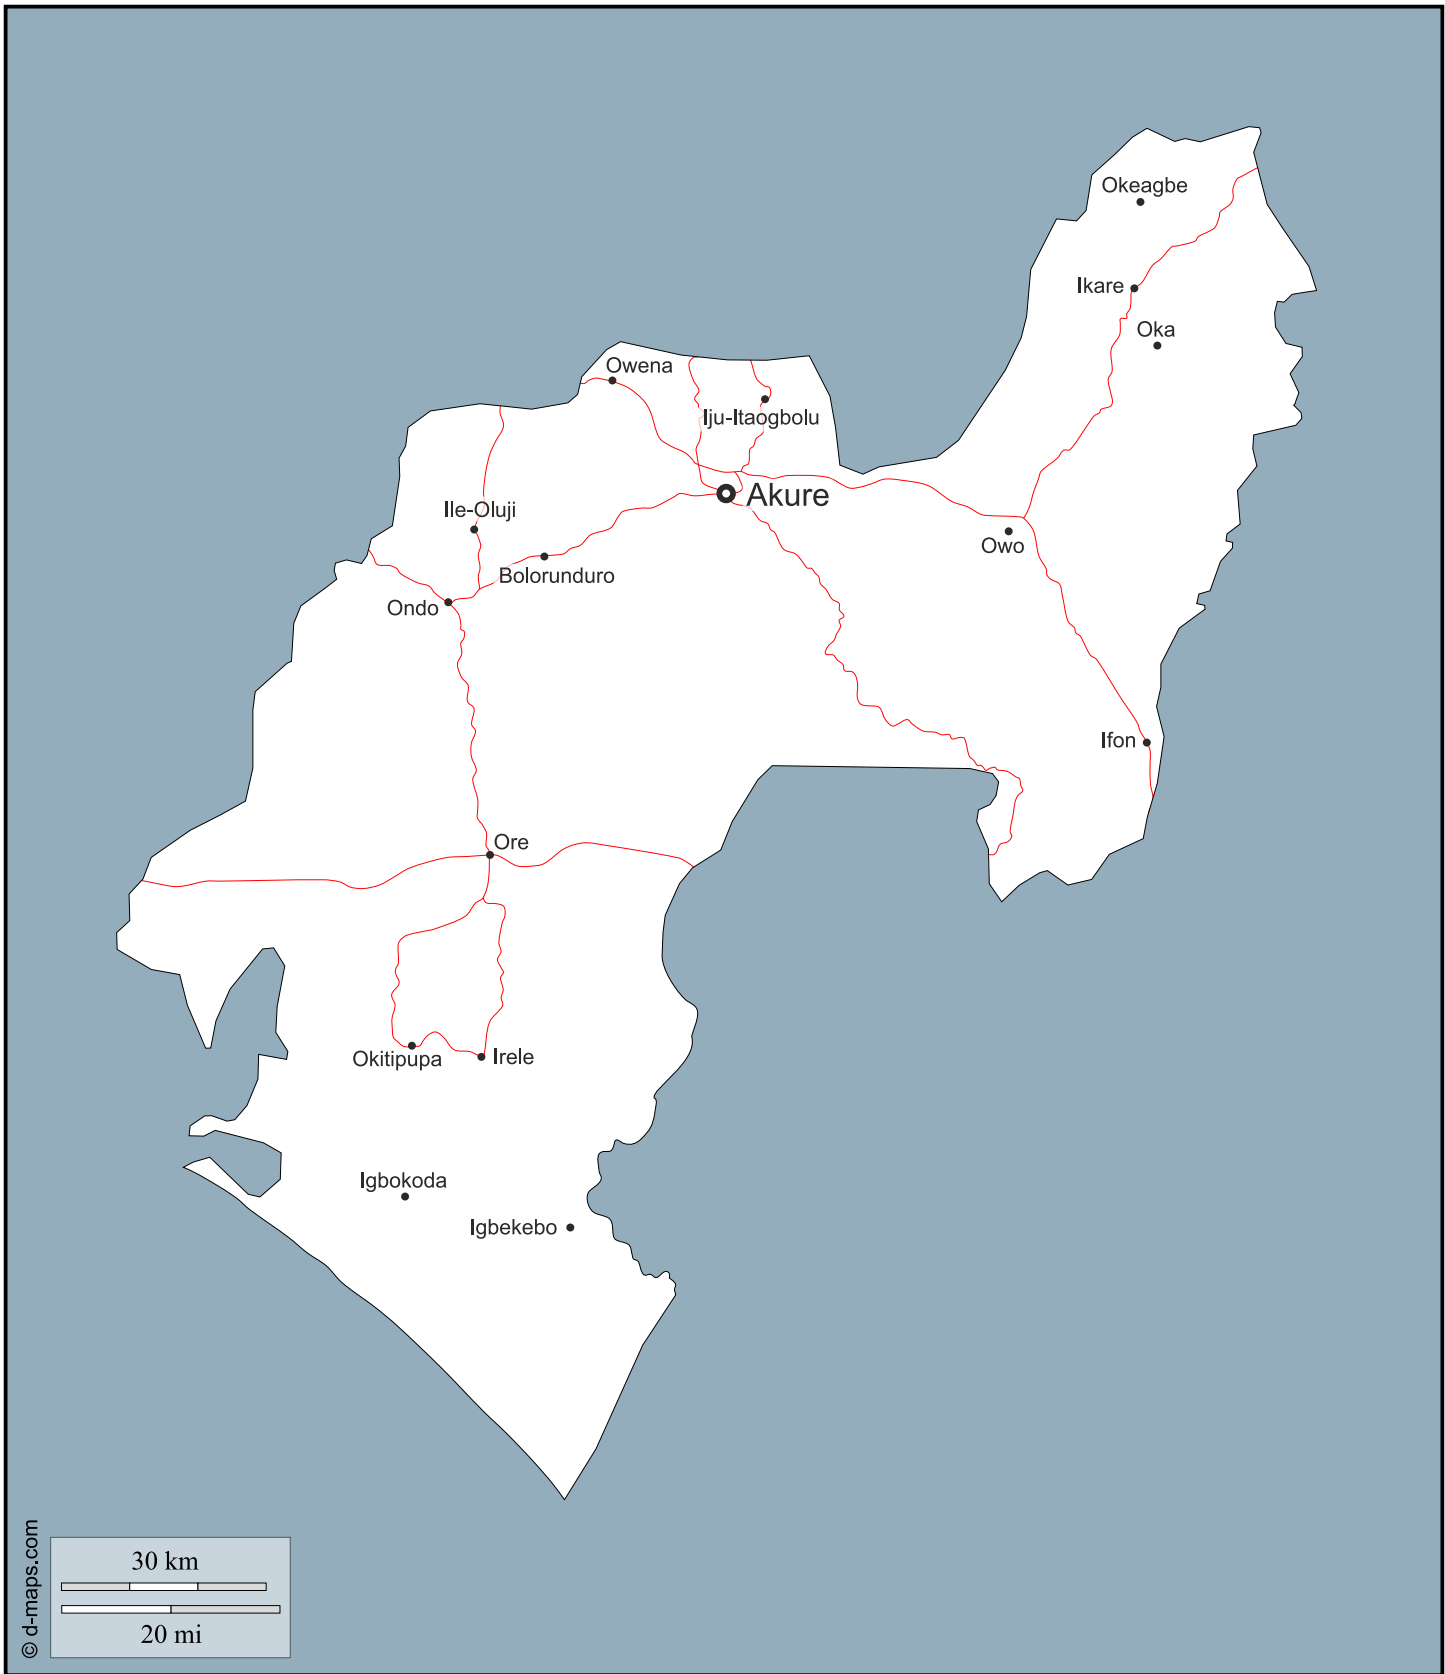 Okeagbe
Ikare
Oka
Owena
Iju-Itaogbolu
Akure
Ile-Oluji
Owo
Bolorunduro
Ondo
Ifon
Ore
Okitipupa
Irele
Igbokoda
Igbekebo
30 km
20 mi
© d-maps.com